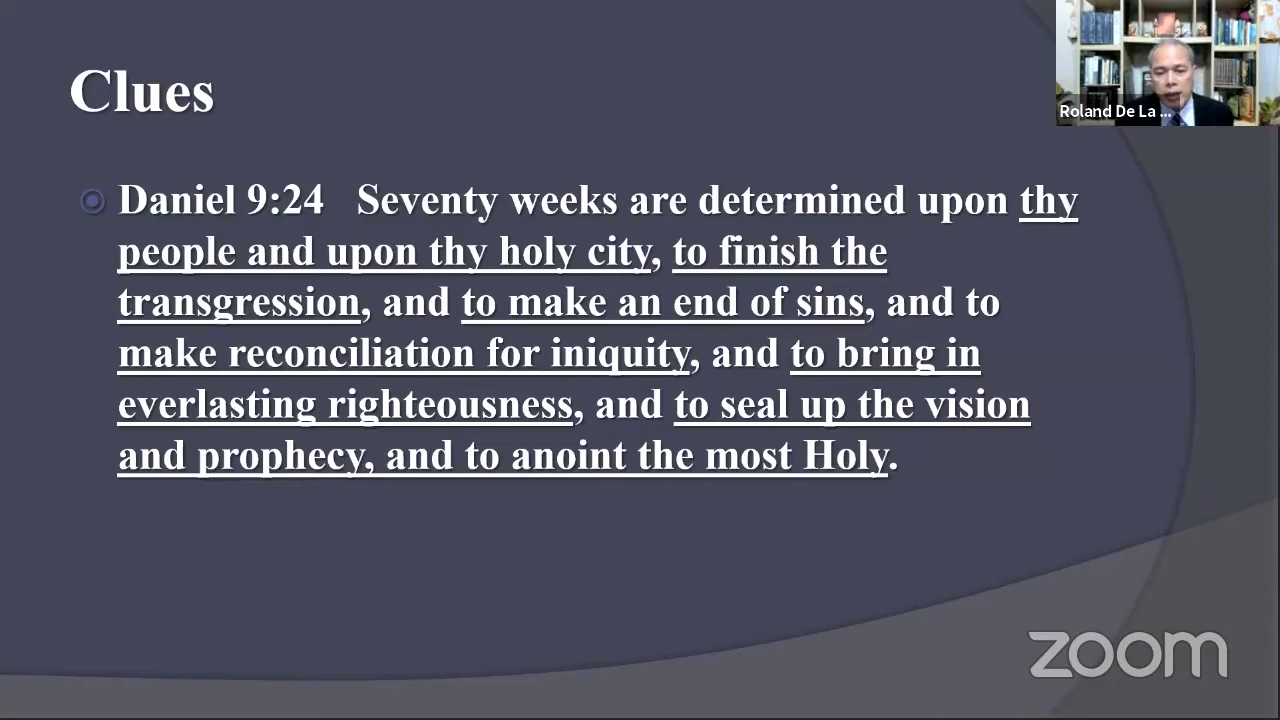 Clues
Roland De La ...
Daniel 9:24 Seventy weeks are determined upon thy
people and upon thy holy city, to finish the
transgression, and to make an end of sins, and to
make reconciliation for iniquity, and to bring in
everlasting righteousness, and to seal up the vision
and prophecy, and to anoint the most Holy.
zoom